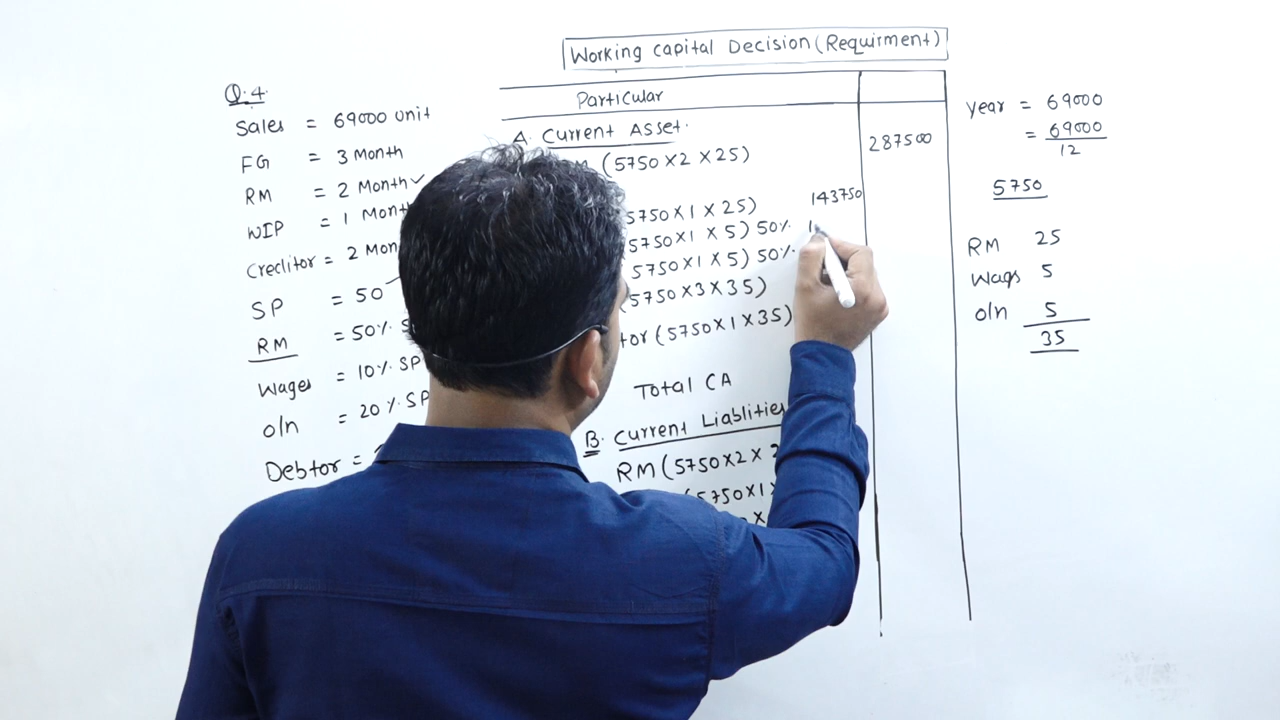 Working Capital Decision (Requirment)
Q.4.
Sales = 69000 unit
FG = 3 Month
RM = 2 Month ✓
WIP = 1 Mont
Creclitor = 2 Mon
SP = 50
RM = 50%
Wages = 10% SP
o/n = 20%. SP
Debtor =
Particular
A. Current Asset.
(5750 X 2 X 25)
287500
5750 X 1 X 25)
143750
5750 X 1 X 5) 50%.
5750 X 1 X 5) 50%.
(5750 X 3 X 35)
tor (5750 X 1 X 35)
Total CA
B. Current Liablities
RM (5750 X 2 X
(5750 X 1
year = 69000
= 69000
12
5750
RM 25
Wags 5
o/n 5
35